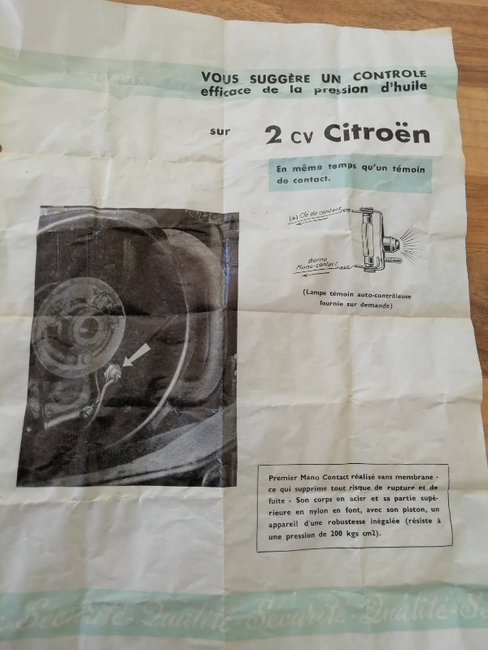 VOUS SUGGÈRE UN CONTROLE
efficace de la pression d'huile
sur 2 CV Citroën
En même temps qu'un témoin
de contact.
(+) Clé de contact
Borne
Mano-contact
(Lampe témoin auto-contrôleuse
fournie sur demande)
Premier Mano Contact réalisé sans membrane -
ce qui supprime tout risque de rupture et de
fuite - Son corps en acier et sa partie supé-
rieure en nylon en font, avec son piston, un
appareil d'une robustesse inégalée (résiste à
une pression de 200 kgs cm2).
Sécurité - Qualité - Sécurité - Qualité - Sé